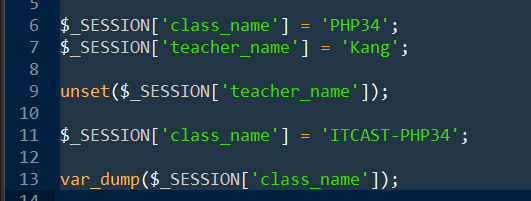 6 $_SESSION['class_name'] = 'PHP34';
7 $_SESSION['teacher_name'] = 'Kang';
8
9 unset($_SESSION['teacher_name']);
10
11 $_SESSION['class_name'] = 'ITCAST-PHP34';
12
13 var_dump($_SESSION['class_name']);